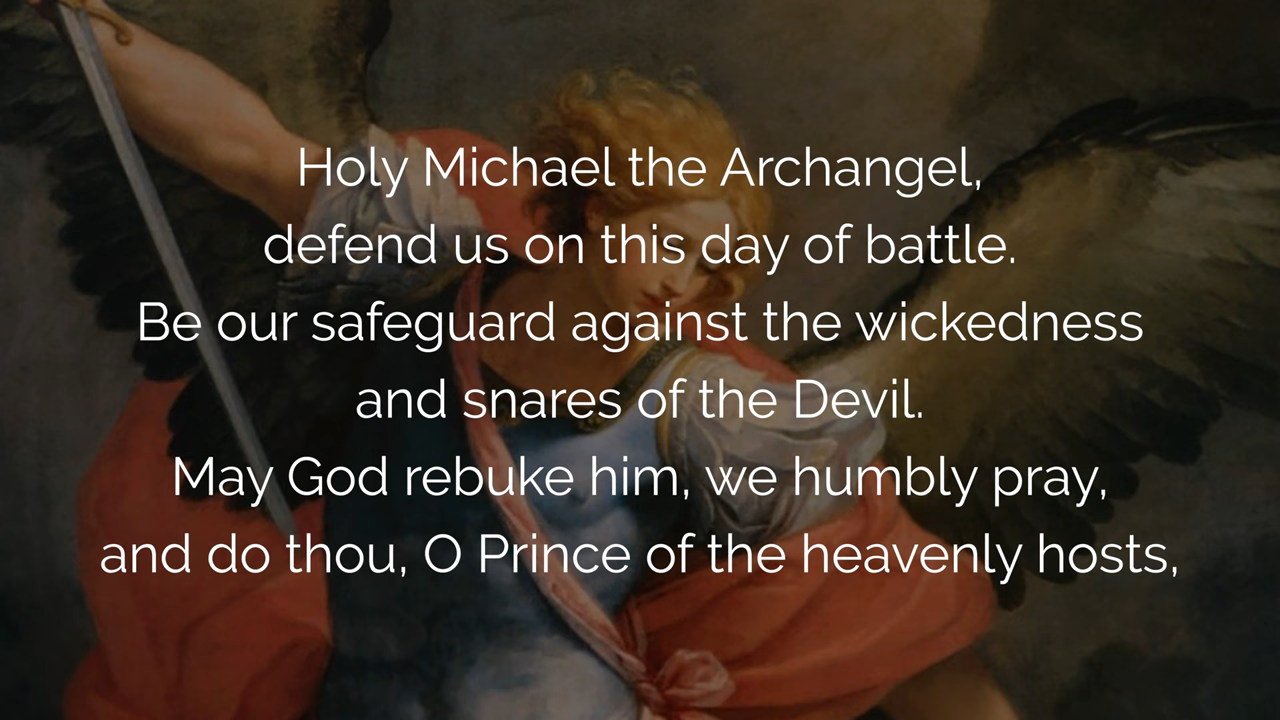 Holy Michael the Archangel,
defend us on this day of battle.
Be our safeguard against the wickedness
and snares of the Devil.
May God rebuke him, we humbly pray,
and do thou, O Prince of the heavenly hosts,